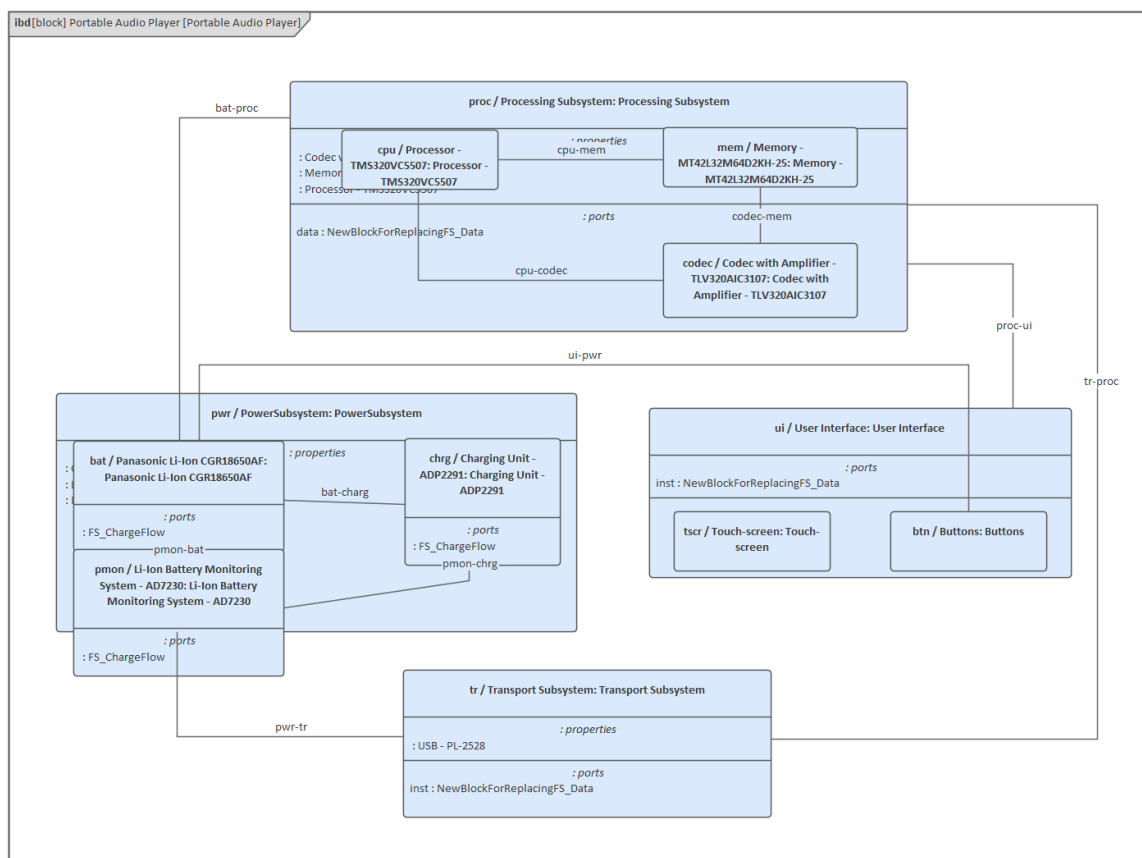 ibd [block] Portable Audio Player [Portable Audio Player]
bat-proc
proc / Processing Subsystem: Processing Subsystem
: properties
: Codec
: Memor
: Processor - TMS320VC5507
cpu / Processor -
TMS320VC5507: Processor -
TMS320VC5507
cpu-mem
mem / Memory -
MT42L32M64D2KH-25: Memory -
MT42L32M64D2KH-25
: ports
data : NewBlockForReplacingFS_Data
codec-mem
cpu-codec
codec / Codec with Amplifier -
TLV320AIC3107: Codec with
Amplifier - TLV320AIC3107
proc-ui
ui-pwr
tr-proc
pwr / PowerSubsystem: PowerSubsystem
: properties
bat / Panasonic Li-Ion CGR18650AF:
Panasonic Li-Ion CGR18650AF
: ports
: FS_ChargeFlow
bat-charg
chrg / Charging Unit -
ADP2291: Charging Unit -
ADP2291
: ports
: FS_ChargeFlow
pmon-bat
pmon-chrg
pmon / Li-Ion Battery Monitoring
System - AD7230: Li-Ion Battery
Monitoring System - AD7230
: ports
: FS_ChargeFlow
ui / User Interface: User Interface
: ports
inst : NewBlockForReplacingFS_Data
tscr / Touch-screen: Touch-
screen
btn / Buttons: Buttons
pwr-tr
tr / Transport Subsystem: Transport Subsystem
: properties
: USB - PL-2528
: ports
inst : NewBlockForReplacingFS_Data